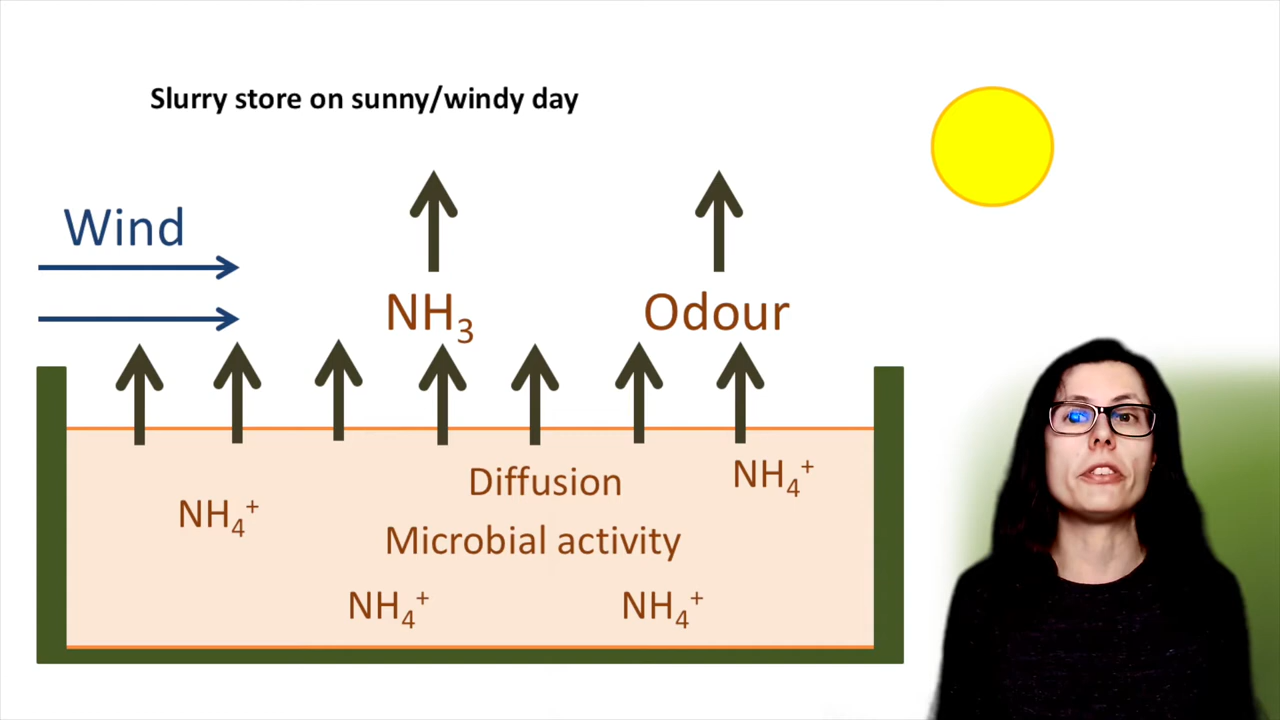 Slurry store on sunny/windy day
Wind
NH₃
Odour
Diffusion
NH₄⁺
NH₄⁺
Microbial activity
NH₄⁺
NH₄⁺